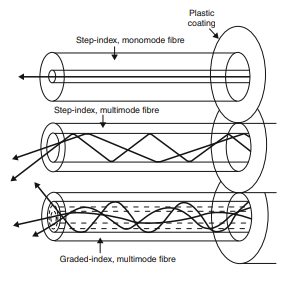 Plastic
coating
Step-index, monomode fibre
Step-index, multimode fibre
Graded-index, multimode fibre